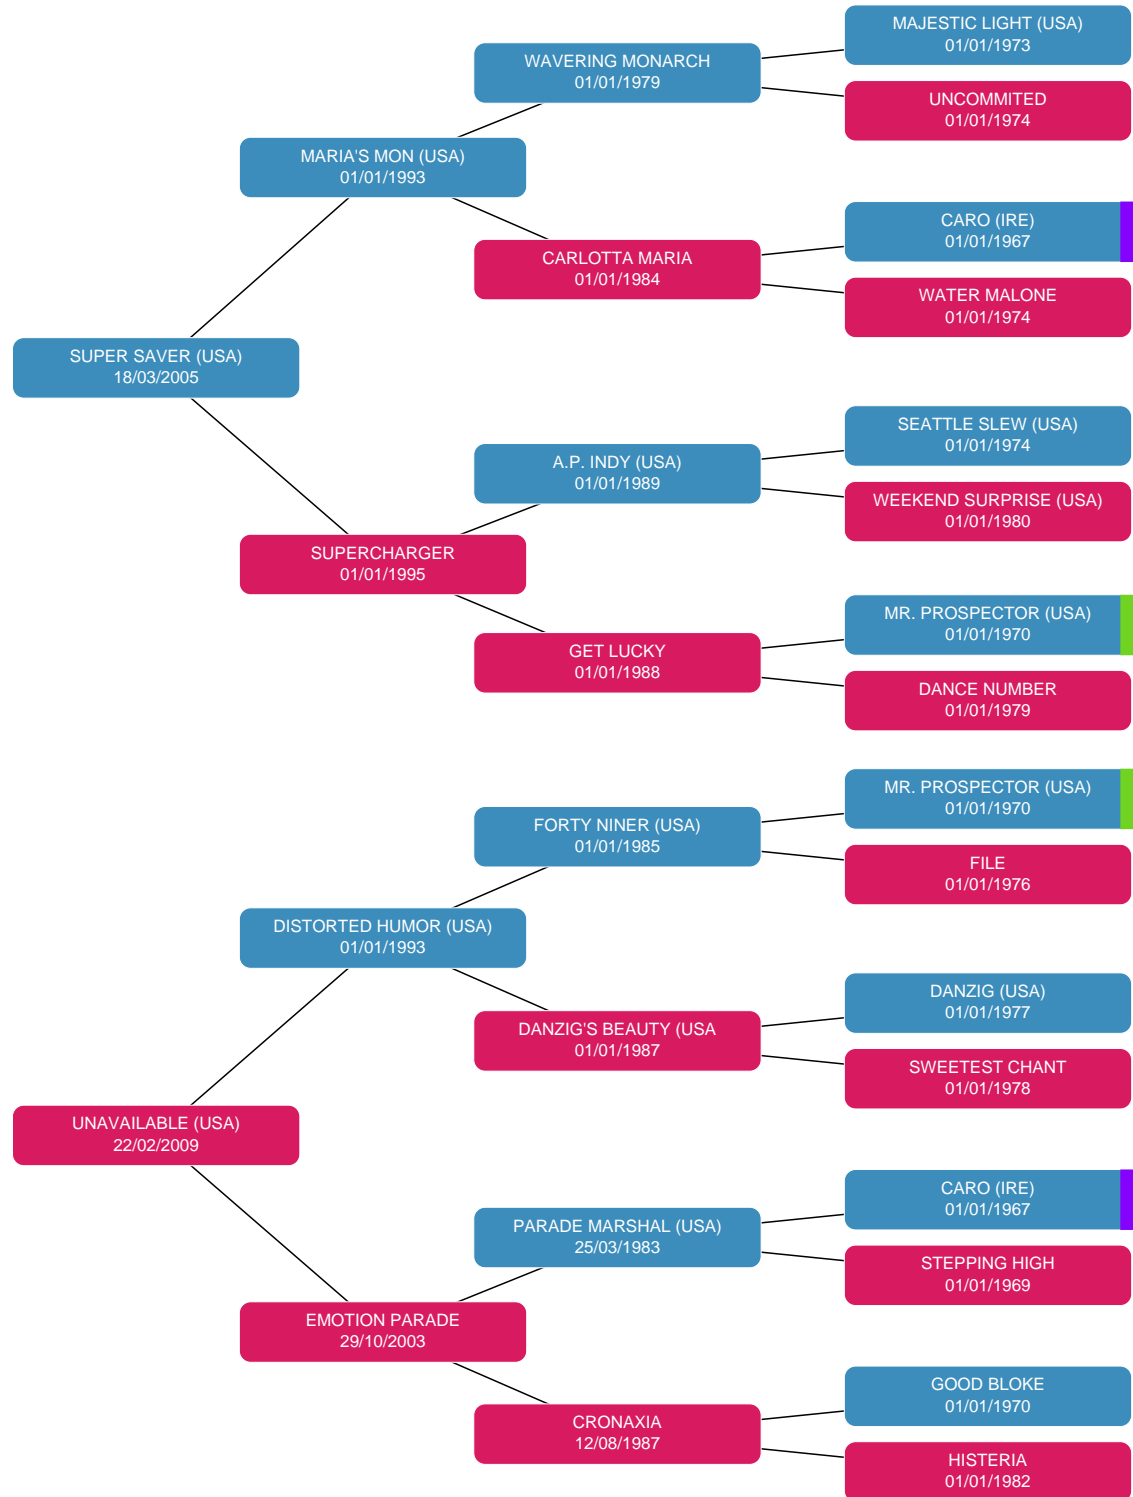 MAJESTIC LIGHT (USA)
01/01/1973
WAVERING MONARCH
01/01/1979
UNCOMMITED
01/01/1974
MARIA'S MON (USA)
01/01/1993
CARO (IRE)
01/01/1967
CARLOTTA MARIA
01/01/1984
WATER MALONE
01/01/1974
SUPER SAVER (USA)
18/03/2005
SEATTLE SLEW (USA)
01/01/1974
A.P. INDY (USA)
01/01/1989
WEEKEND SURPRISE (USA)
01/01/1980
SUPERCHARGER
01/01/1995
MR. PROSPECTOR (USA)
01/01/1970
GET LUCKY
01/01/1988
DANCE NUMBER
01/01/1979
MR. PROSPECTOR (USA)
01/01/1970
FORTY NINER (USA)
01/01/1985
FILE
01/01/1976
DISTORTED HUMOR (USA)
01/01/1993
DANZIG (USA)
01/01/1977
DANZIG'S BEAUTY (USA
01/01/1987
SWEETEST CHANT
01/01/1978
UNAVAILABLE (USA)
22/02/2009
CARO (IRE)
01/01/1967
PARADE MARSHAL (USA)
25/03/1983
STEPPING HIGH
01/01/1969
EMOTION PARADE
29/10/2003
GOOD BLOKE
01/01/1970
CRONAXIA
12/08/1987
HISTERIA
01/01/1982